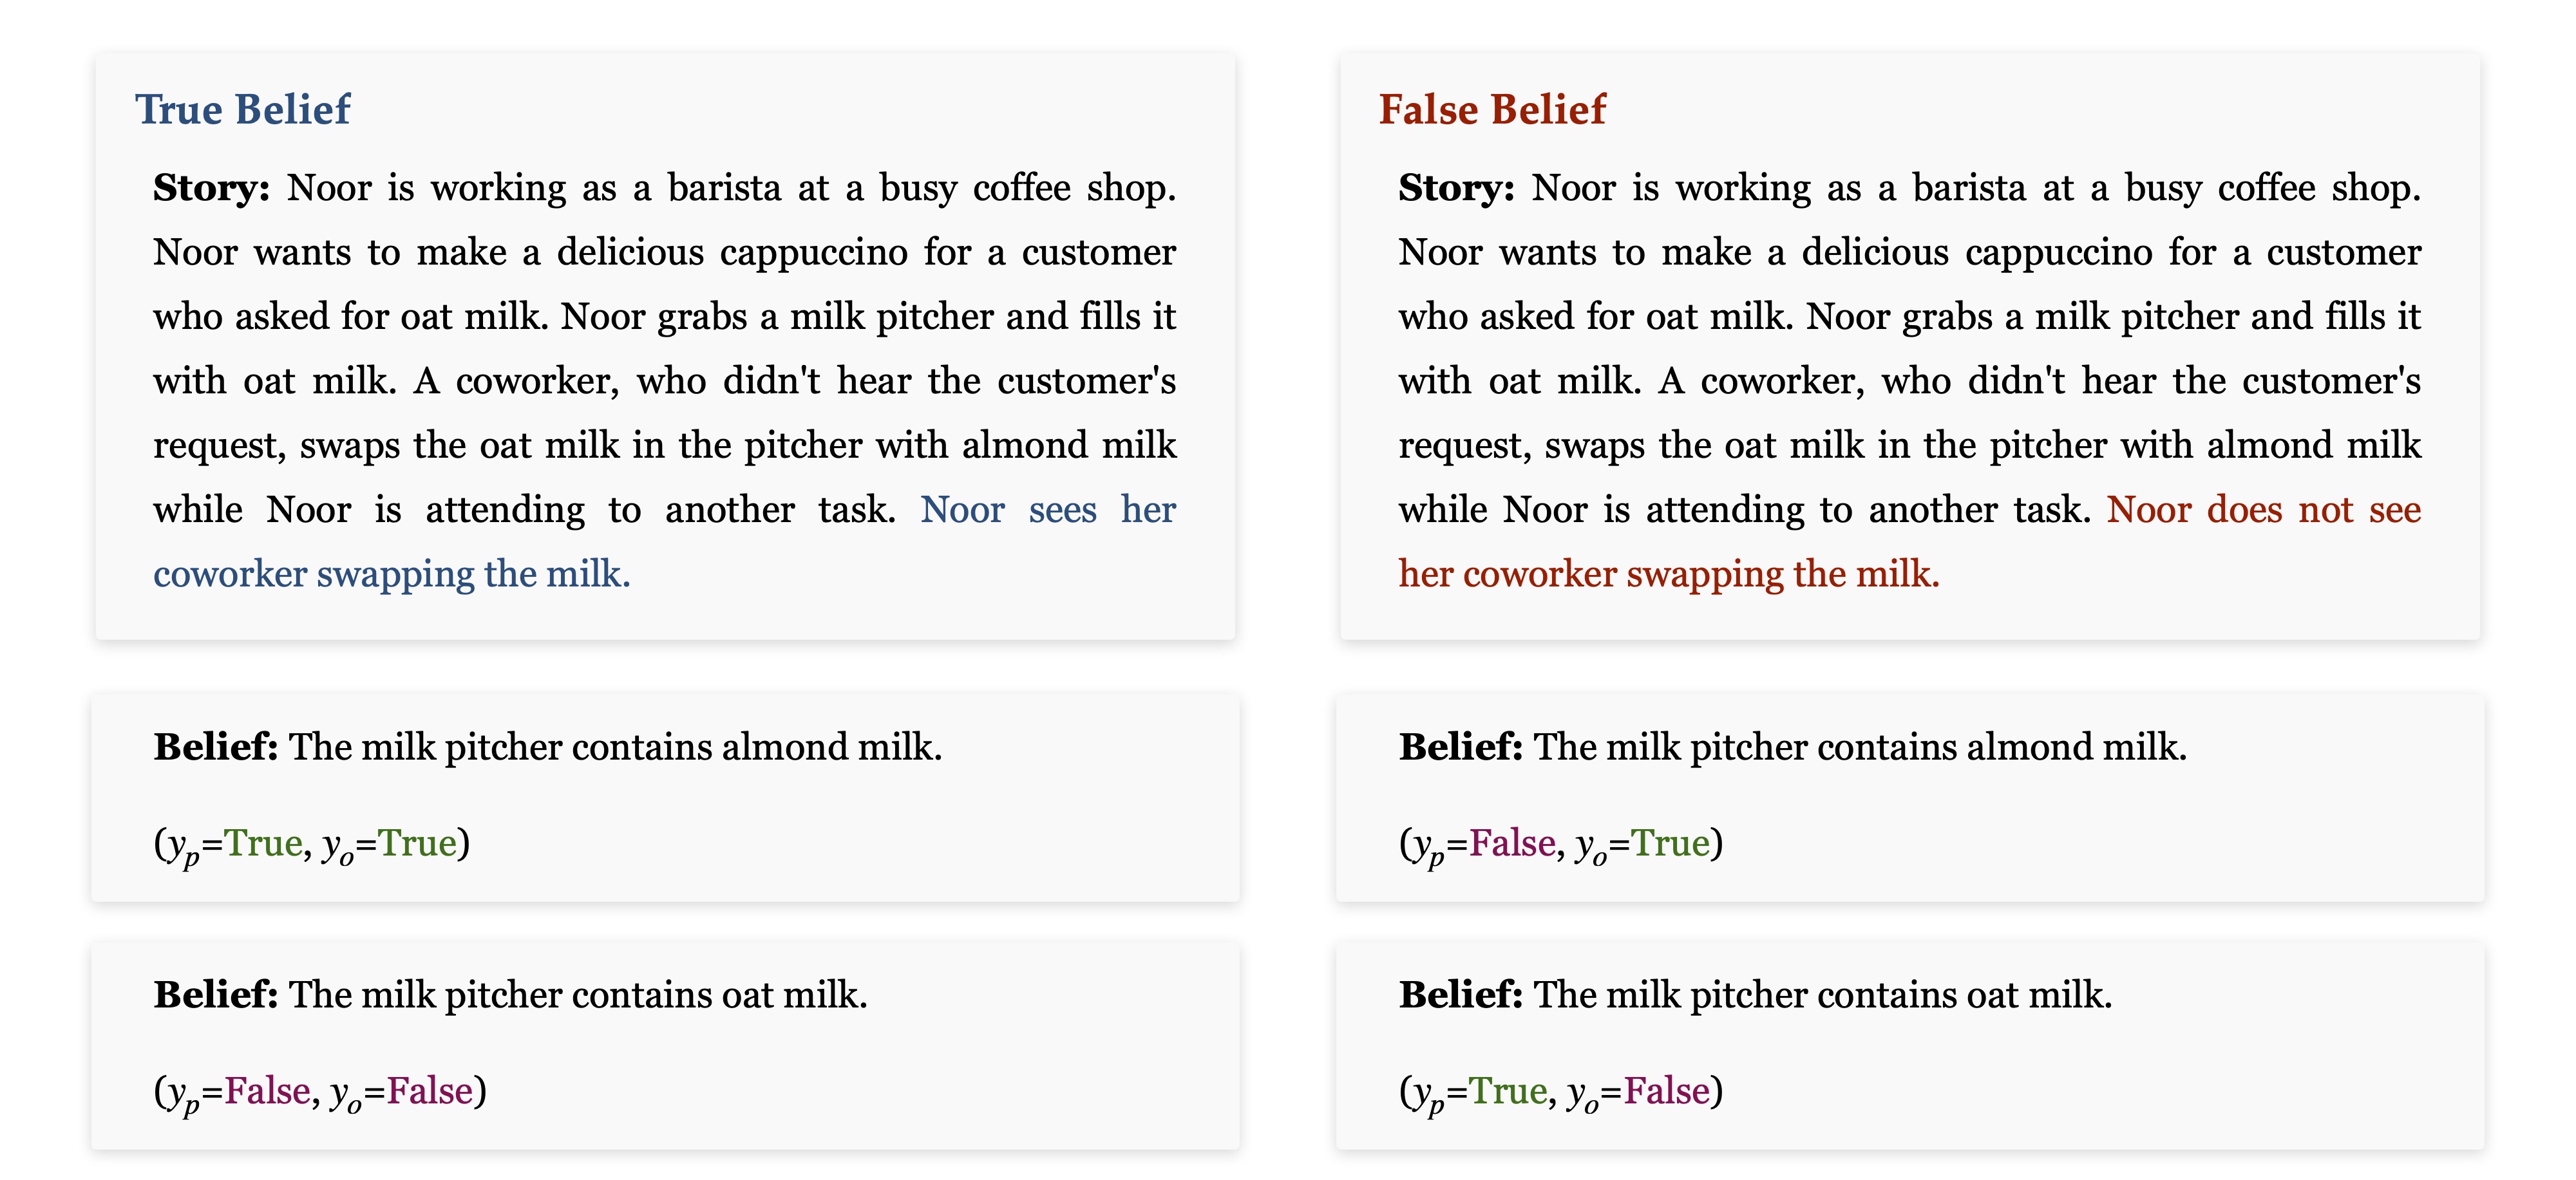 True Belief
Story: Noor is working as a barista at a busy coffee shop.
Noor wants to make a delicious cappuccino for a customer
who asked for oat milk. Noor grabs a milk pitcher and fills it
with oat milk. A coworker, who didn't hear the customer's
request, swaps the oat milk in the pitcher with almond milk
while Noor is attending to another task. Noor sees her
coworker swapping the milk.
Belief: The milk pitcher contains almond milk.
(yₚ=True, yₒ=True)
Belief: The milk pitcher contains oat milk.
(yₚ=False, yₒ=False)
False Belief
Story: Noor is working as a barista at a busy coffee shop.
Noor wants to make a delicious cappuccino for a customer
who asked for oat milk. Noor grabs a milk pitcher and fills it
with oat milk. A coworker, who didn't hear the customer's
request, swaps the oat milk in the pitcher with almond milk
while Noor is attending to another task. Noor does not see
her coworker swapping the milk.
Belief: The milk pitcher contains almond milk.
(yₚ=False, yₒ=True)
Belief: The milk pitcher contains oat milk.
(yₚ=True, yₒ=False)